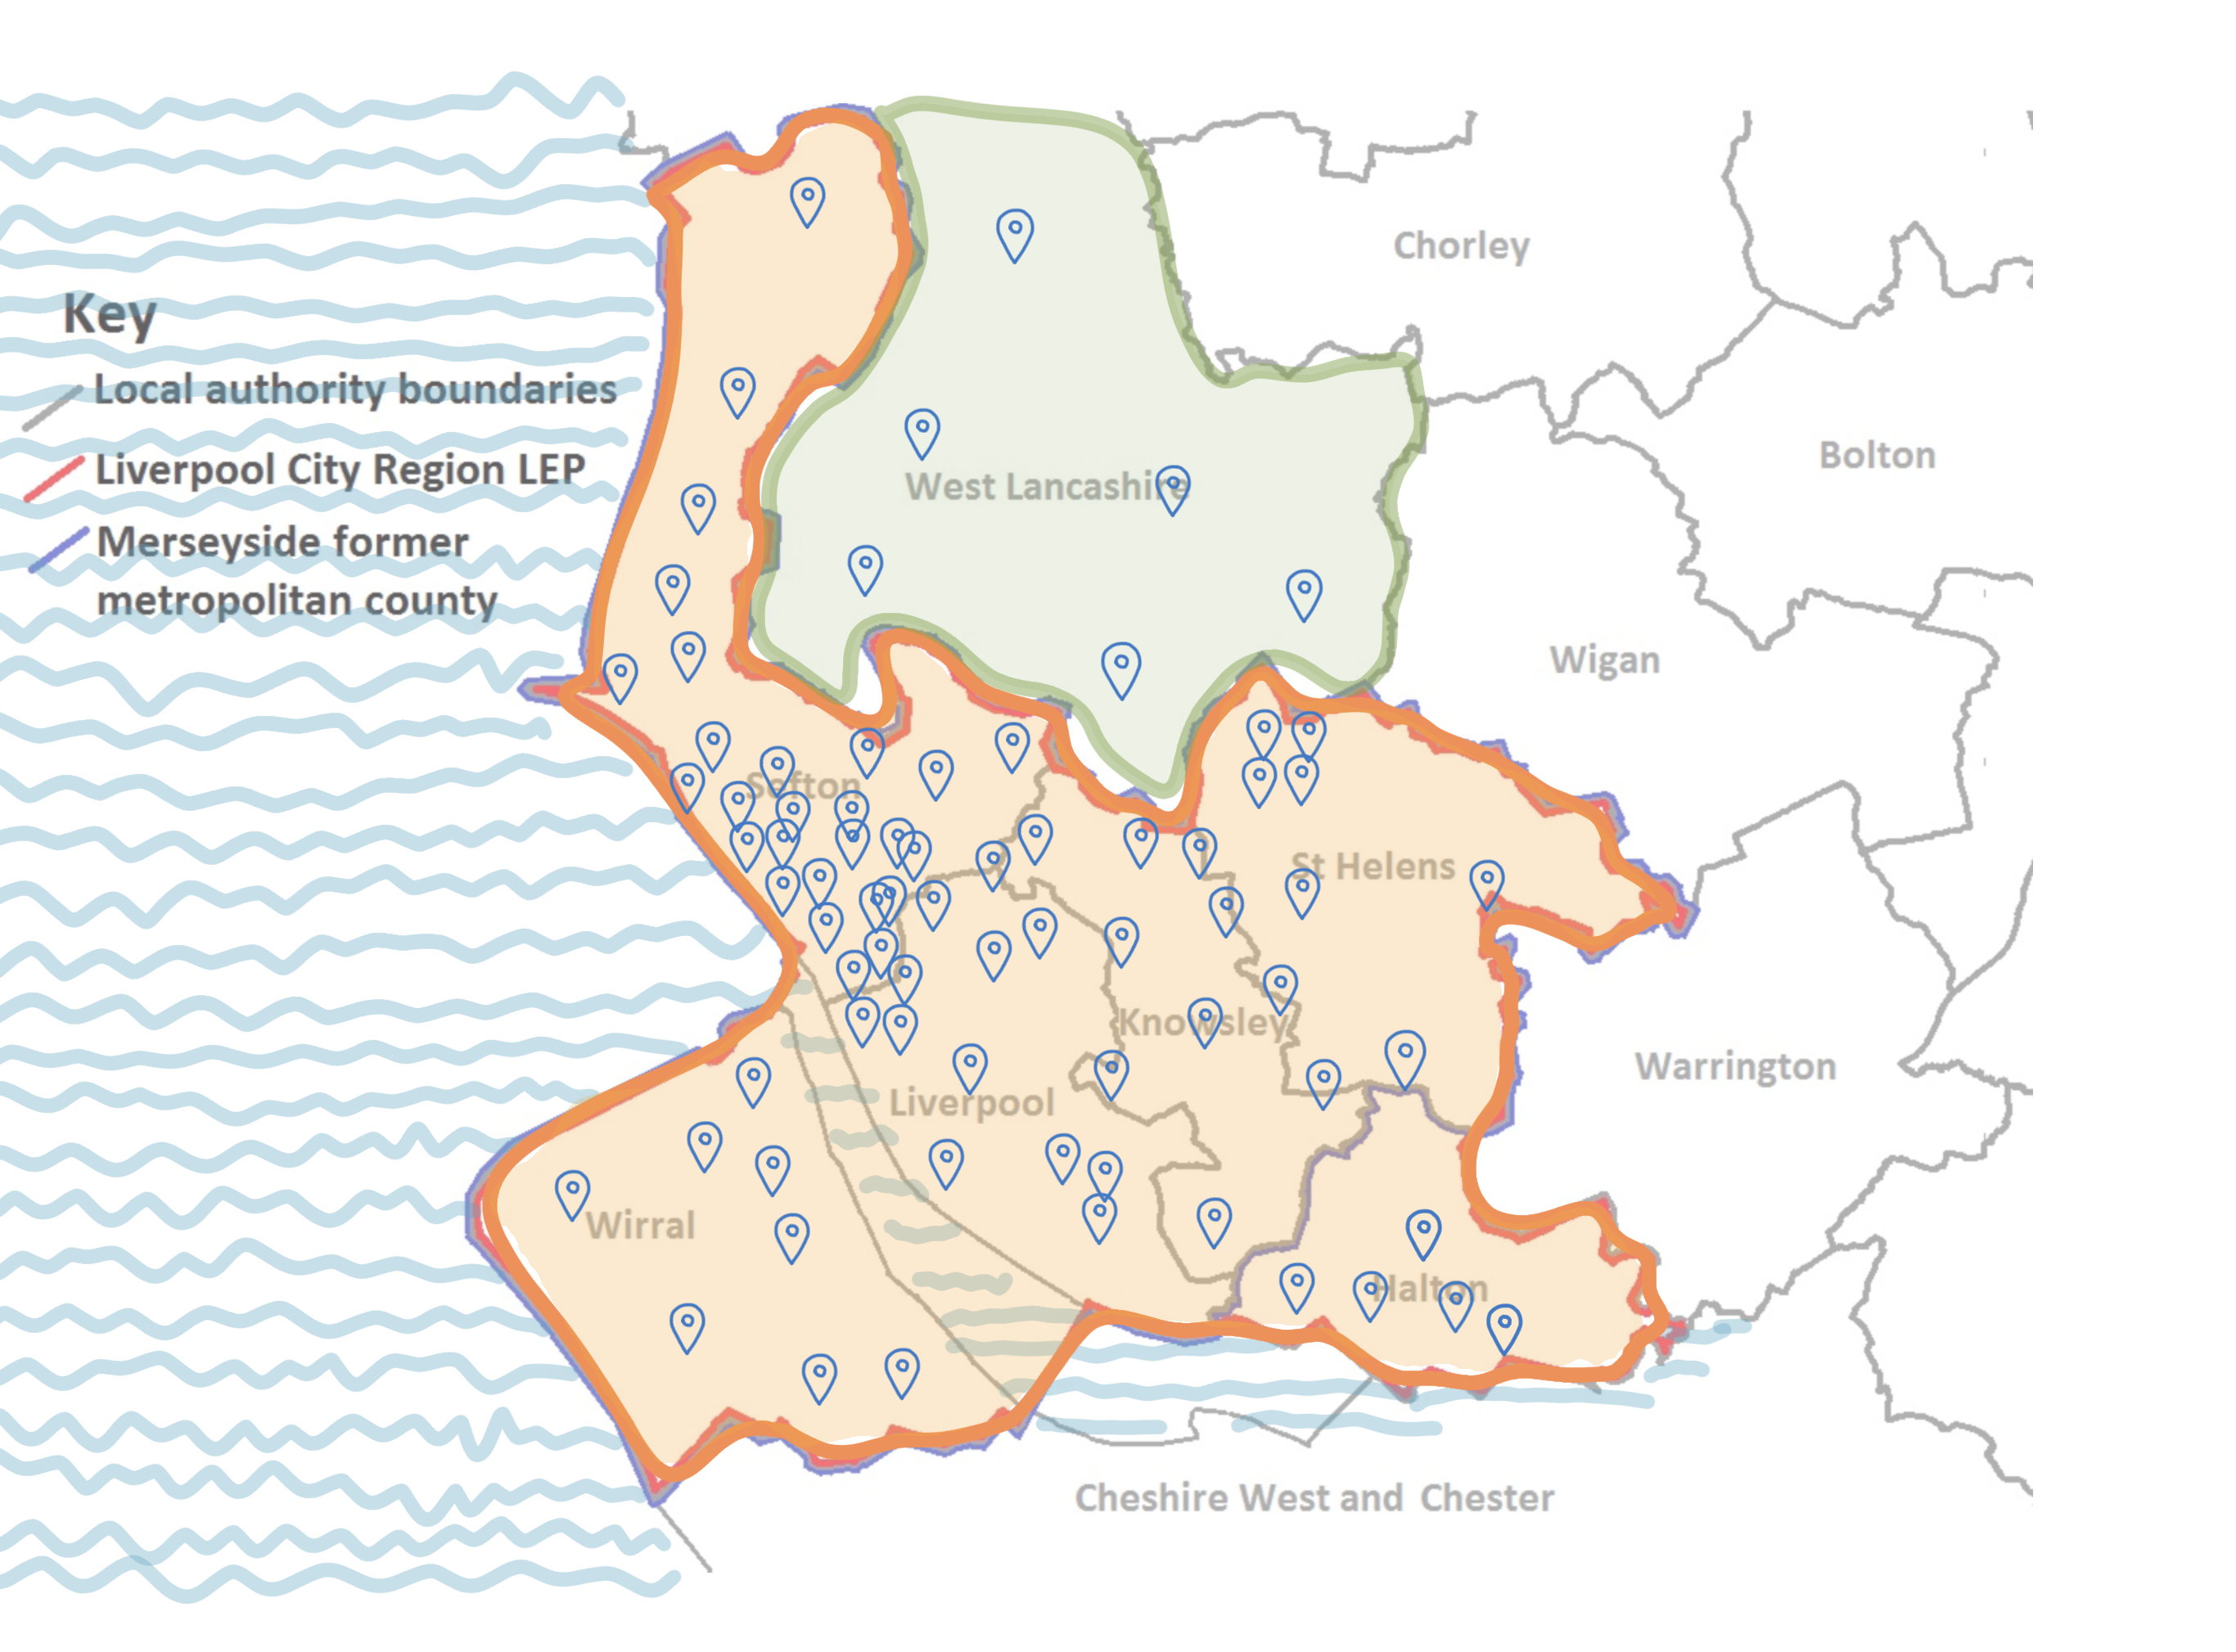 Key
Local authority boundaries
Liverpool City Region LEP
Merseyside former
metropolitan county
Chorley
Bolton
West Lancashire
Wigan
Sefton
St Helens
Knowsley
Warrington
Liverpool
Wirral
Halton
Cheshire West and Chester